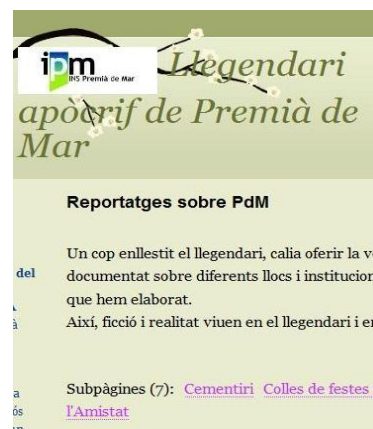 ipm
INS Premià de Mar
Llegendari
apòcrif de Premià de
Mar
Reportatges sobre PdM
Un cop enllestit el llegendari, calia oferir la
documentat sobre diferents llocs i
que hem elaborat.
Així, ficció i realitat viuen en el llegendari i
Subpàgines (7): Cementiri Colles de festes
l'Amistat
del